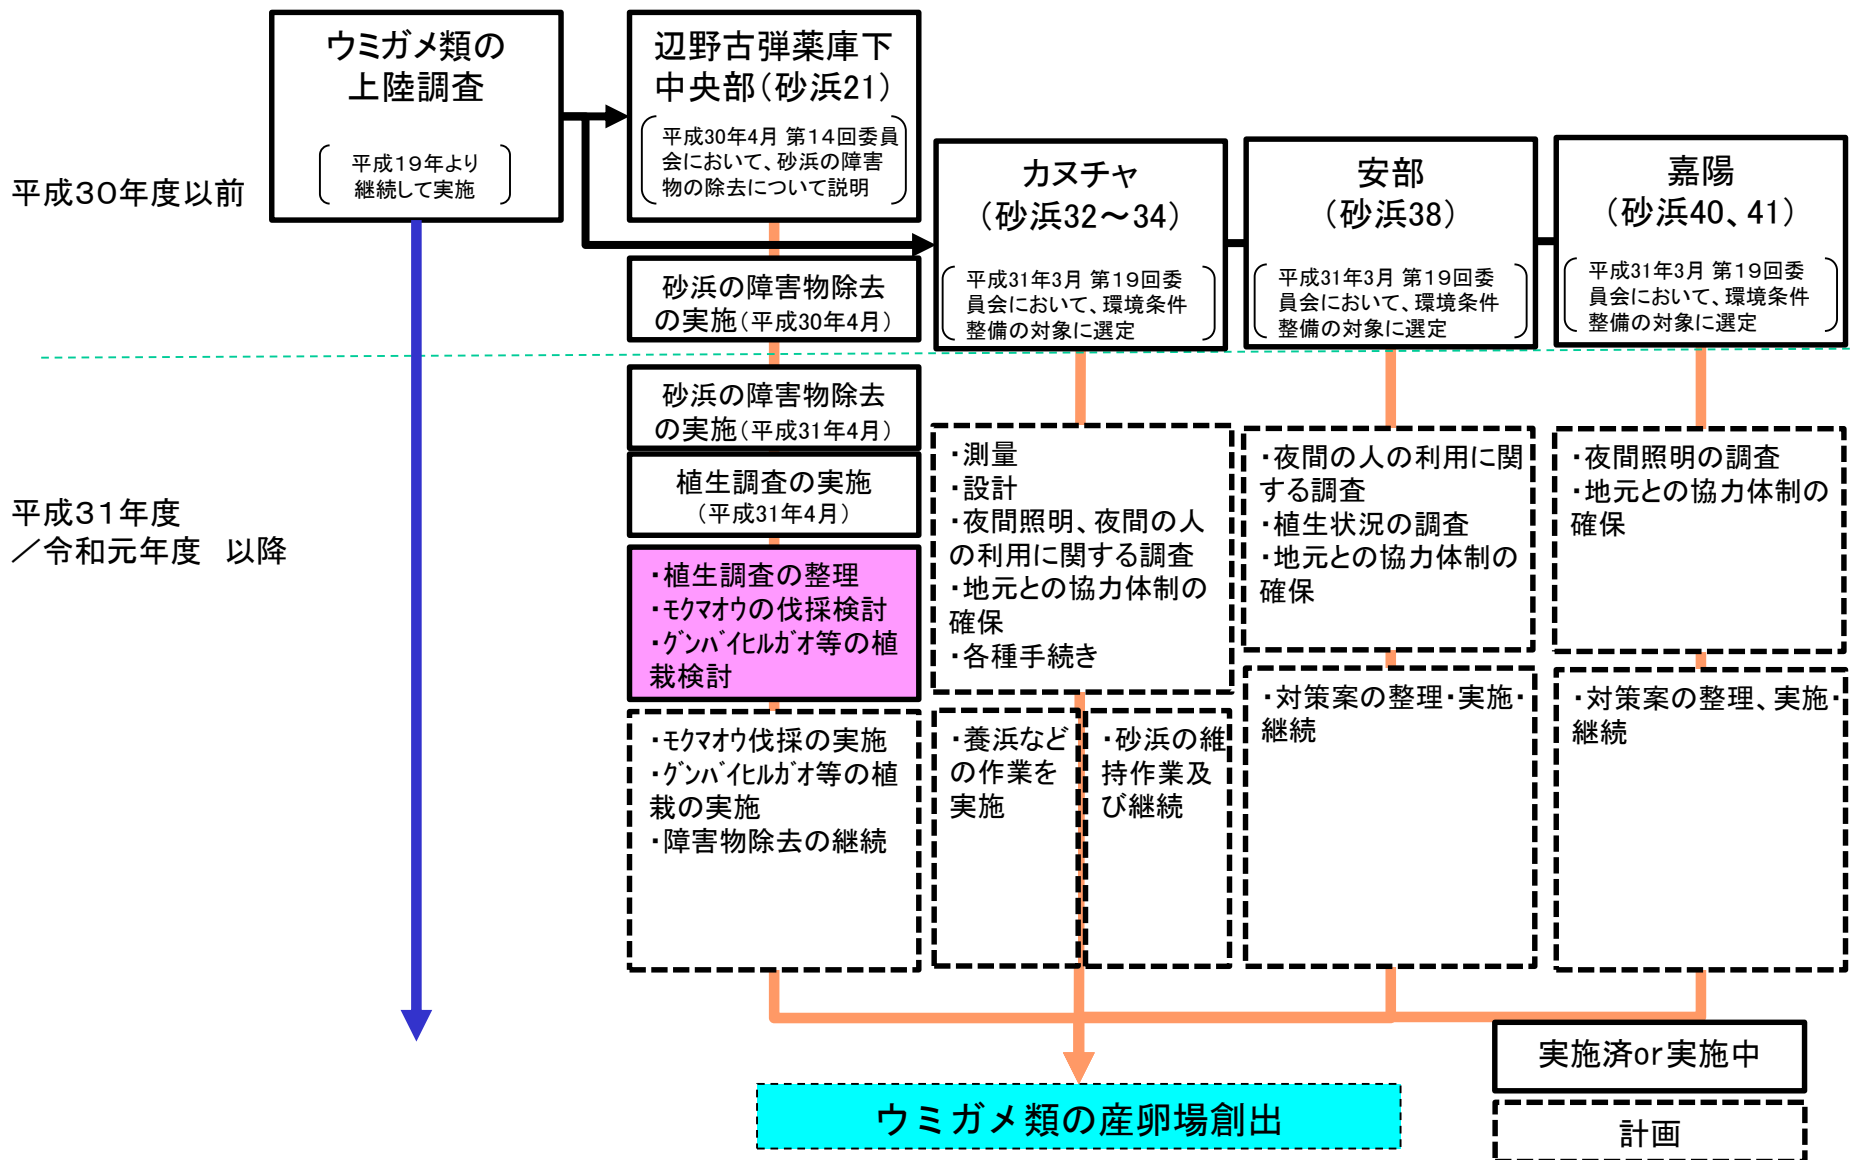 ウミガメ類の
上陸調査
平成19年より
継続して実施
辺野古弾薬庫下
中央部(砂浜21)
平成30年4月 第14回委員
会において、砂浜の障害
物の除去について説明
カヌチャ
(砂浜32~34)
平成31年3月 第19回委
員会において、環境条件
整備の対象に選定
安部
(砂浜38)
平成31年3月 第19回委
員会において、環境条件
整備の対象に選定
嘉陽
(砂浜40、41)
平成31年3月 第19回委
員会において、環境条件
整備の対象に選定
平成30年度以前
砂浜の障害物除去
の実施(平成30年4月)
平成31年度
/令和元年度 以降
砂浜の障害物除去
の実施(平成31年4月)
植生調査の実施
(平成31年4月)
・植生調査の整理
・モクマオウの伐採検討
・グンバイヒルガオ等の植
栽検討
・モクマオウ伐採の実施
・グンバイヒルガオ等の植
栽の実施
・障害物除去の継続
・測量
・設計
・夜間照明、夜間の人
の利用に関する調査
・地元との協力体制の
確保
・各種手続き
・養浜など
の作業を
実施
・砂浜の維
持作業及
び継続
・夜間の人の利用に関
する調査
・植生状況の調査
・地元との協力体制の
確保
・対策案の整理・実施・
継続
・夜間照明の調査
・地元との協力体制の
確保
・対策案の整理、実施・
継続
ウミガメ類の産卵場創出
実施済or実施中
計画